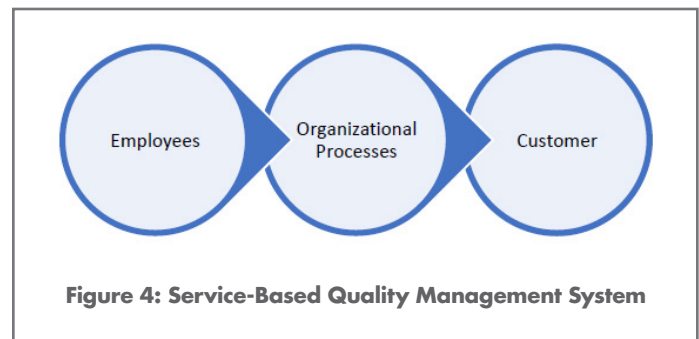 Employees
Organizational
Processes
Customer
Figure 4: Service-Based Quality Management System